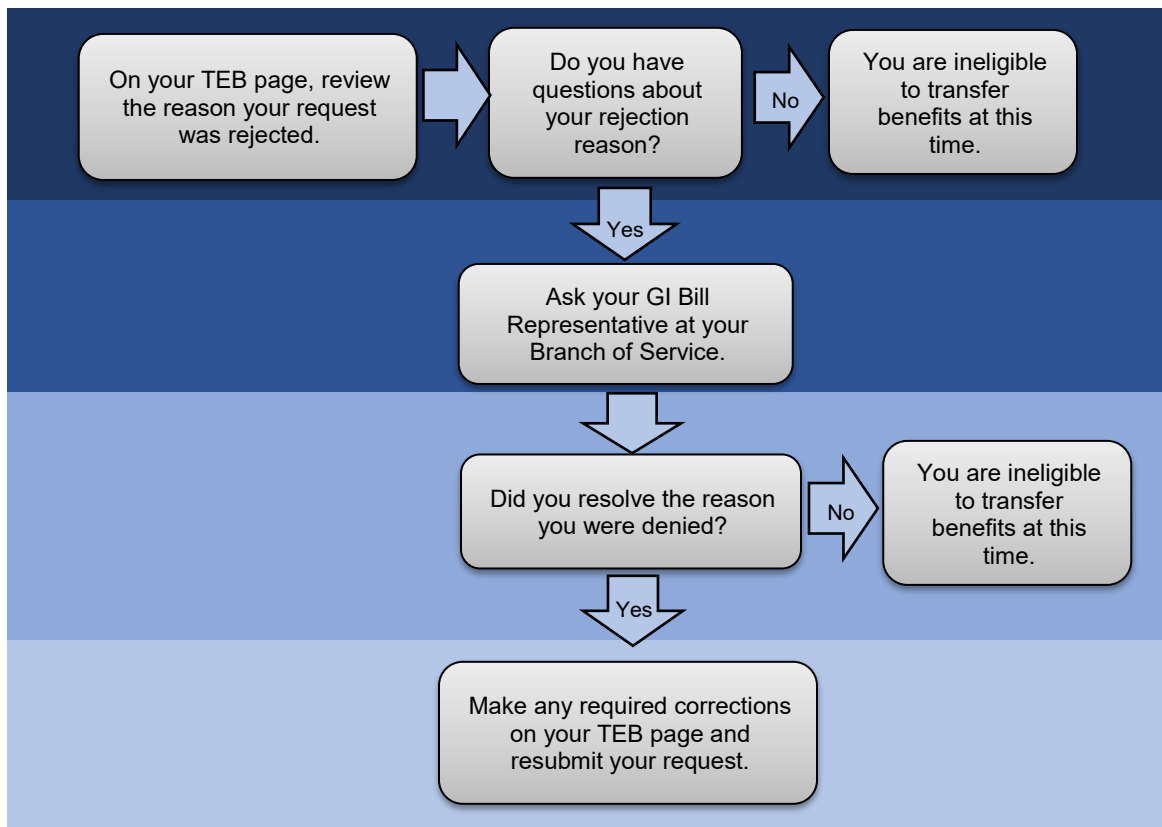 On your TEB page, review
the reason your request
was rejected.
Do you have
questions about
your rejection
reason?
No
You are ineligible
to transfer
benefits at this
time.
Yes
Ask your GI Bill
Representative at your
Branch of Service.
Did you resolve the reason
you were denied?
No
You are ineligible
to transfer
benefits at this
time.
Yes
Make any required corrections
on your TEB page and
resubmit your request.